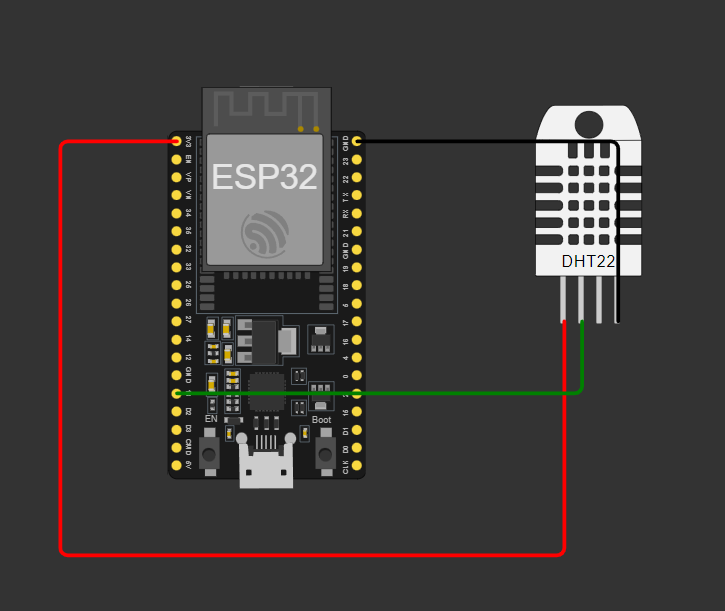 ESP32
3V3
EN
VP
VN
34
35
32
33
25
26
27
14
12
GND
D2
D3
CMD
5V
GND
23
22
TX
RX
21
GND
19
18
5
17
16
4
0
2
15
D1
D0
CLK
EN
Boot
DHT22